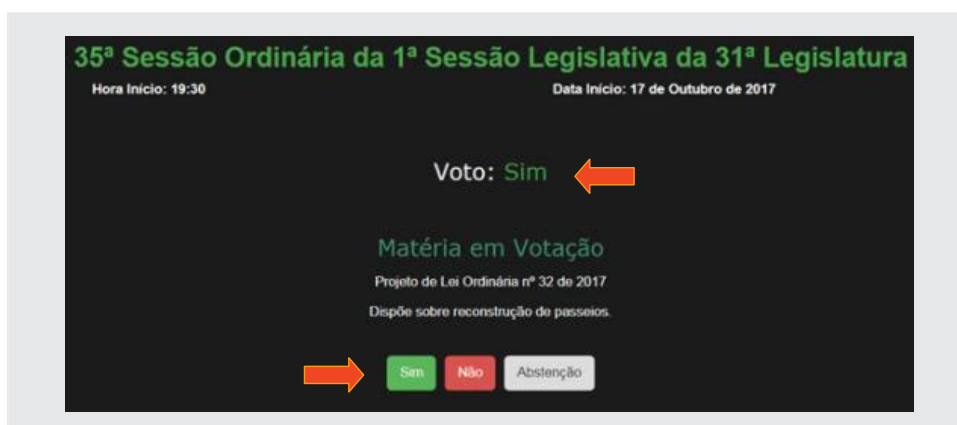 35ª Sessão Ordinária da 1ª Sessão Legislativa da 31ª Legislatura
Hora Início: 19:30 Data Início: 17 de Outubro de 2017
Voto: Sim
Matéria em Votação
Projeto de Lei Ordinária nº 32 de 2017
Dispõe sobre reconstrução de passeios.
Sim Não Abstenção